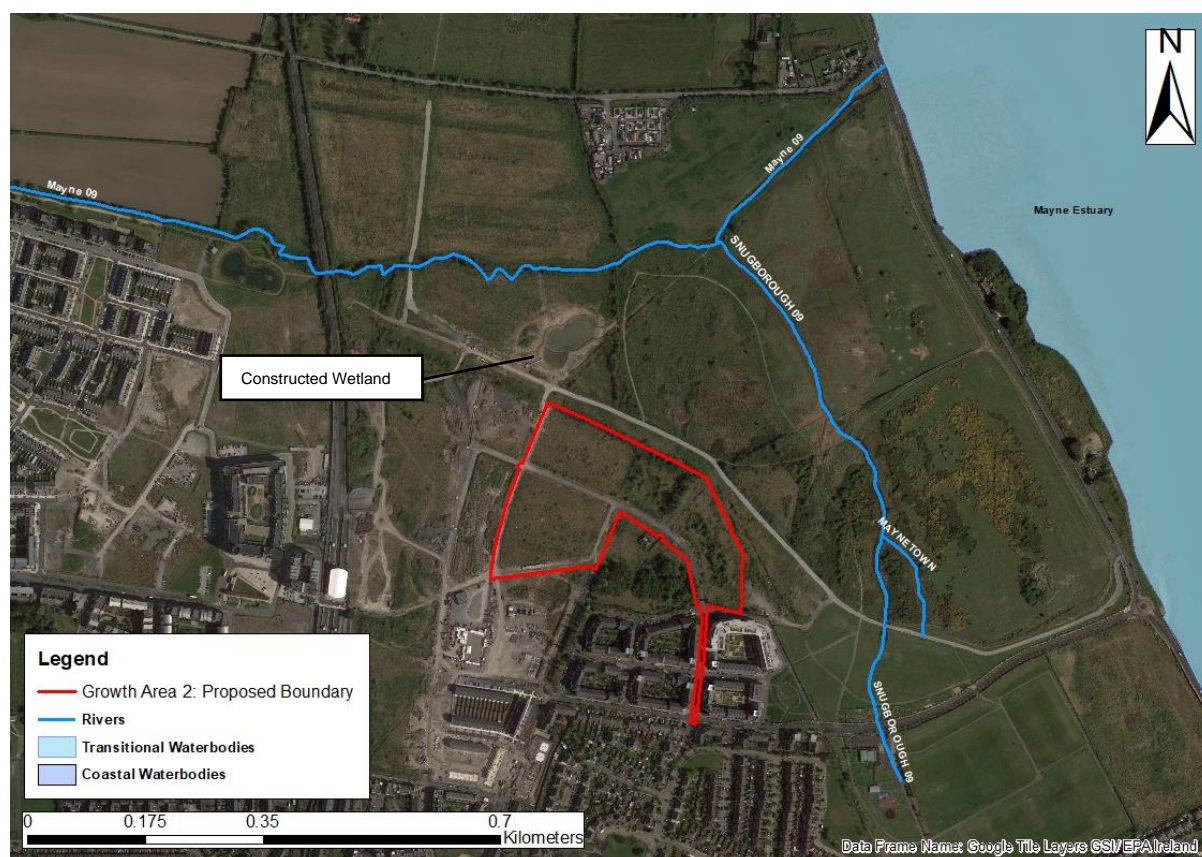 N
Mayne 09
Mayne 09
SNUGBOROUGH 09
Mayne Estuary
Constructed Wetland
MAYNETOWN
SNUGBOROUGH 09
Legend
Growth Area 2: Proposed Boundary
Rivers
Transitional Waterbodies
Coastal Waterbodies
0 0.175 0.35 0.7
Kilometers
Data Frame Name: Google Tile Layers GSI/ EPA Ireland